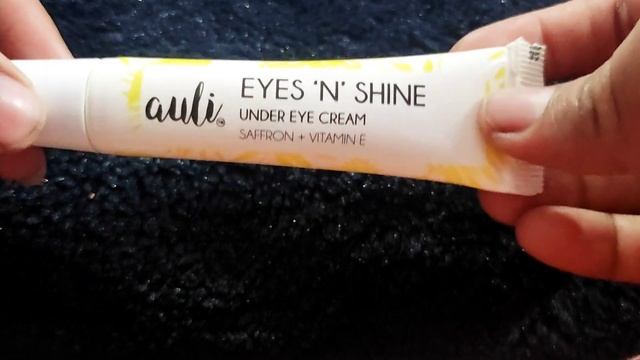 auli
EYES 'N' SHINE
UNDER EYE CREAM
SAFFRON + VITAMIN E